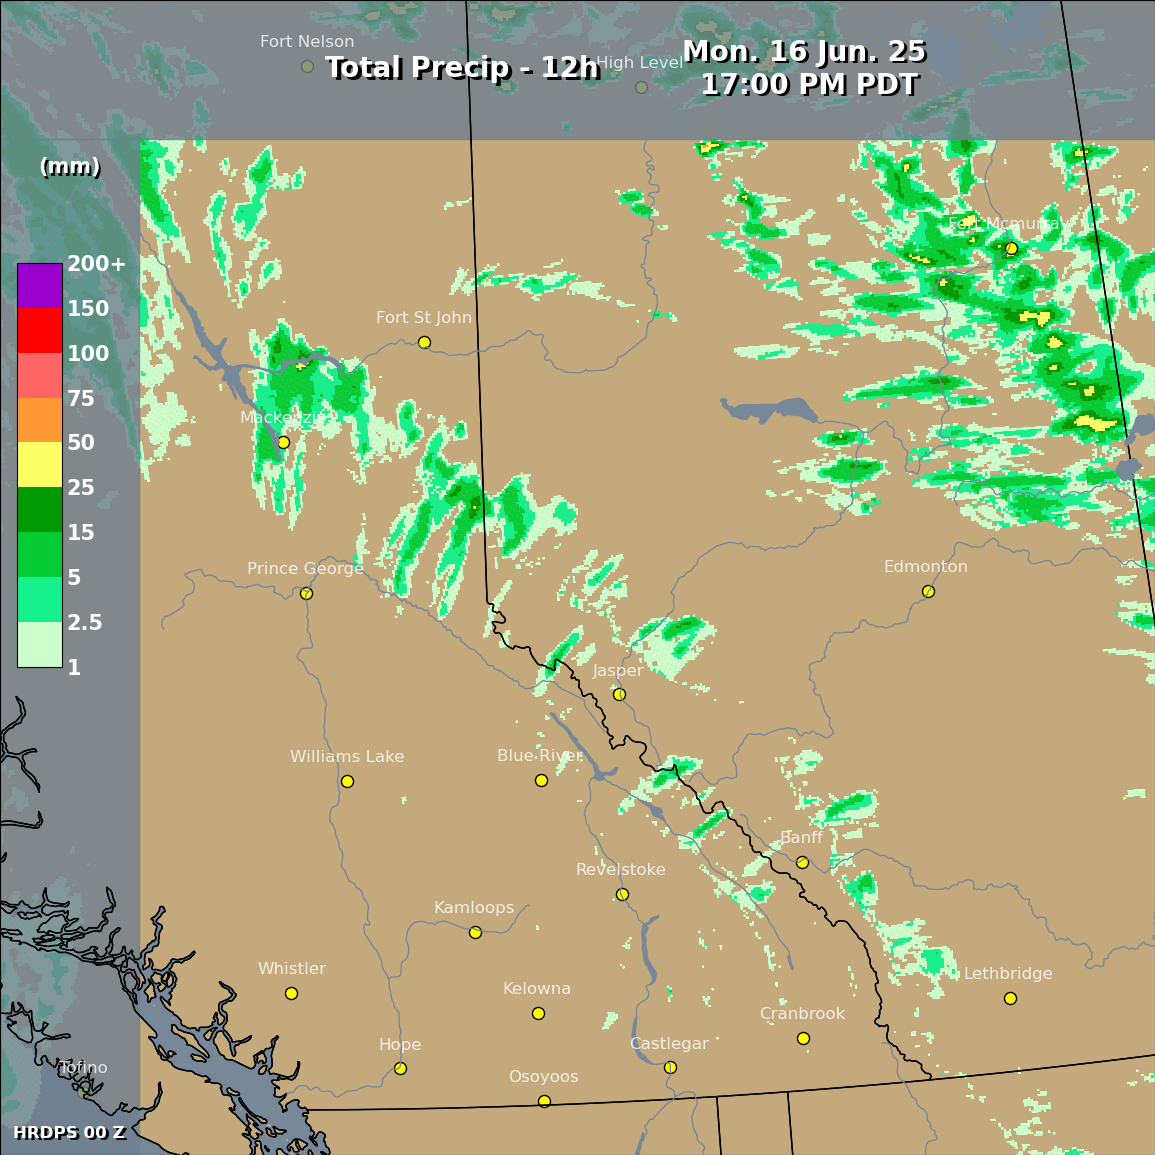 Fort Nelson
Total Precip - 12h
High Level
Mon. 16 Jun. 25
17:00 PM PDT
(mm)
200+
150
100
75
50
25
15
5
2.5
1
Fort Mcmurray
Fort St John
Mackenzie
Prince George
Edmonton
Jasper
Williams Lake
Blue River
Banff
Revelstoke
Kamloops
Whistler
Lethbridge
Kelowna
Cranbrook
Hope
Castlegar
Tofino
Osoyoos
HRDPS 00 Z